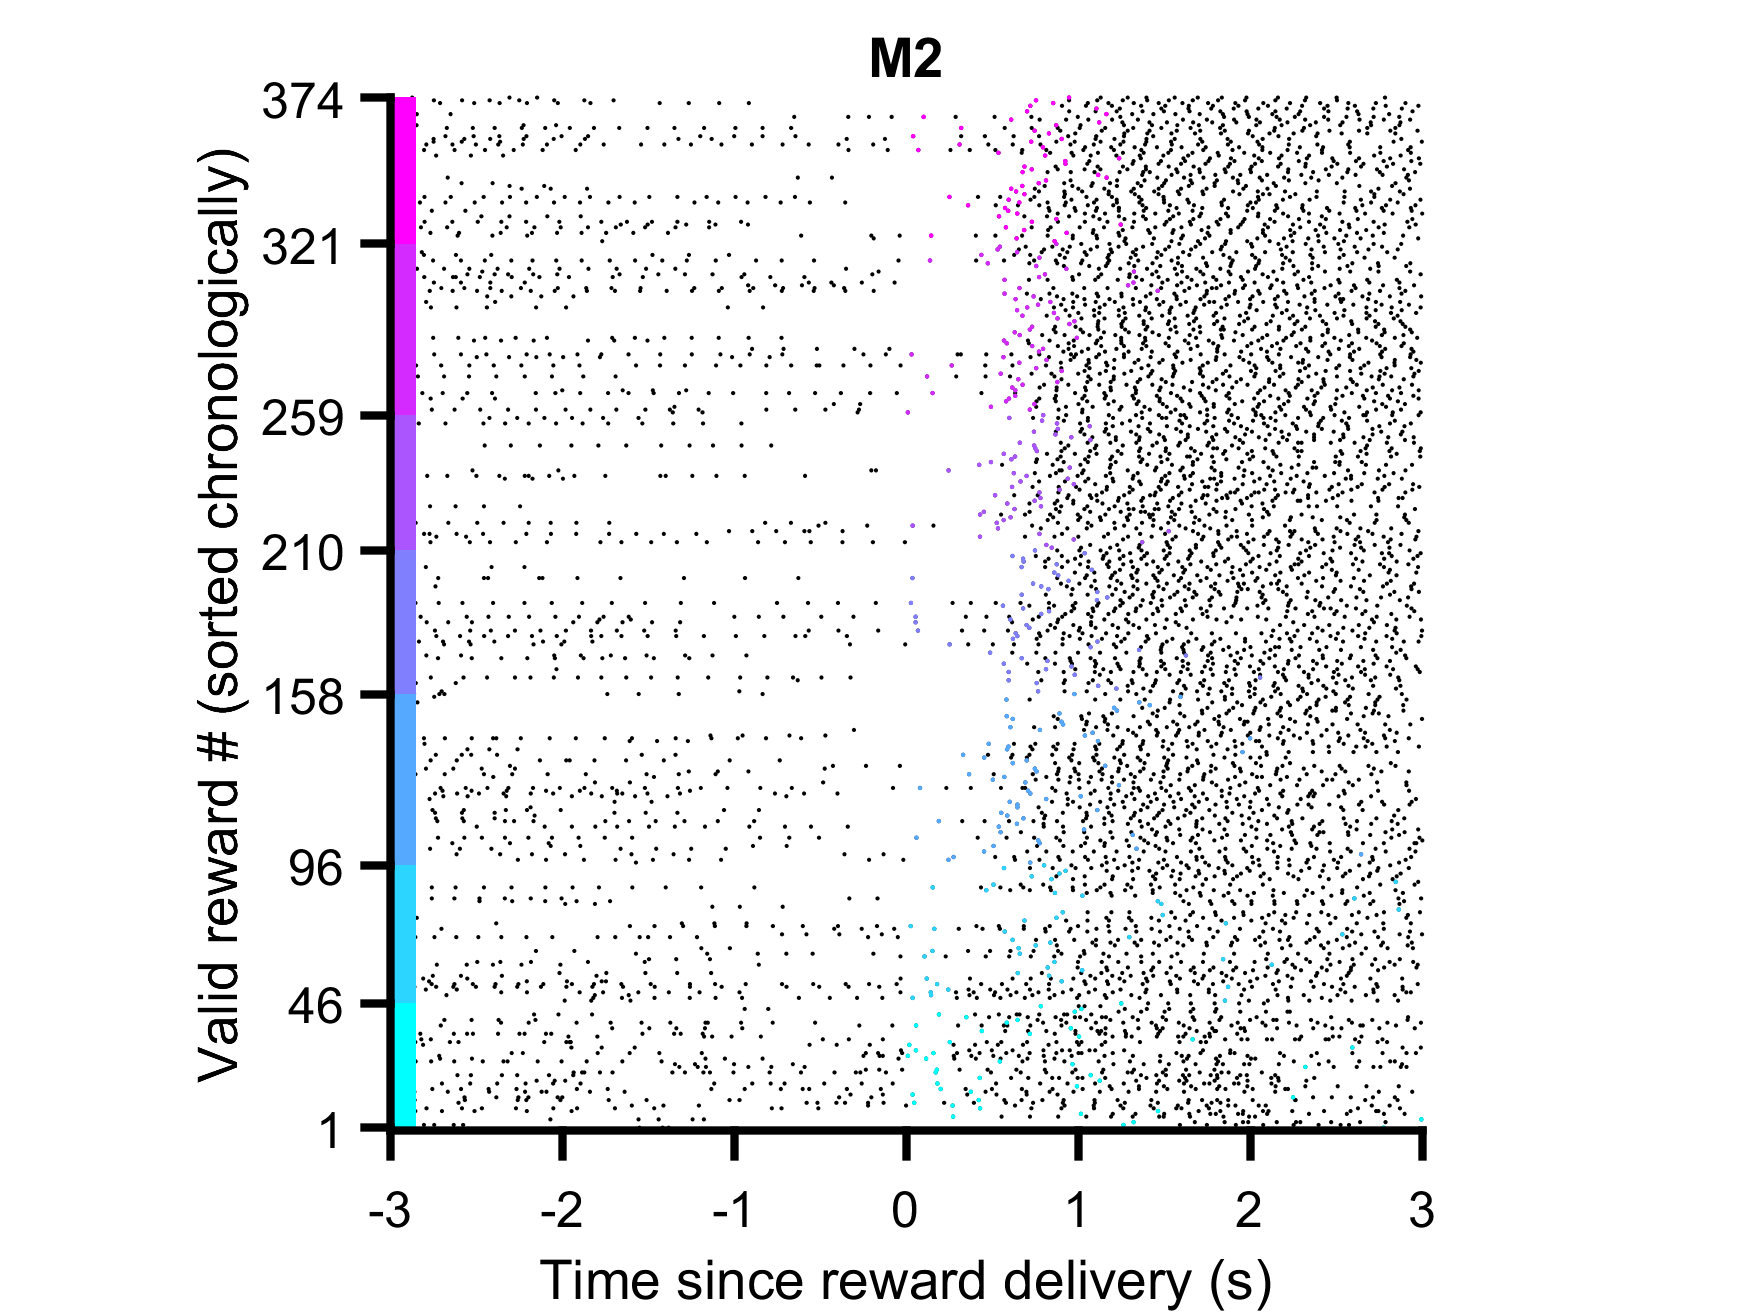 M2
Valid reward # (sorted chronologically)
374
321
259
210
158
96
46
1
-3 -2 -1 0 1 2 3
Time since reward delivery (s)